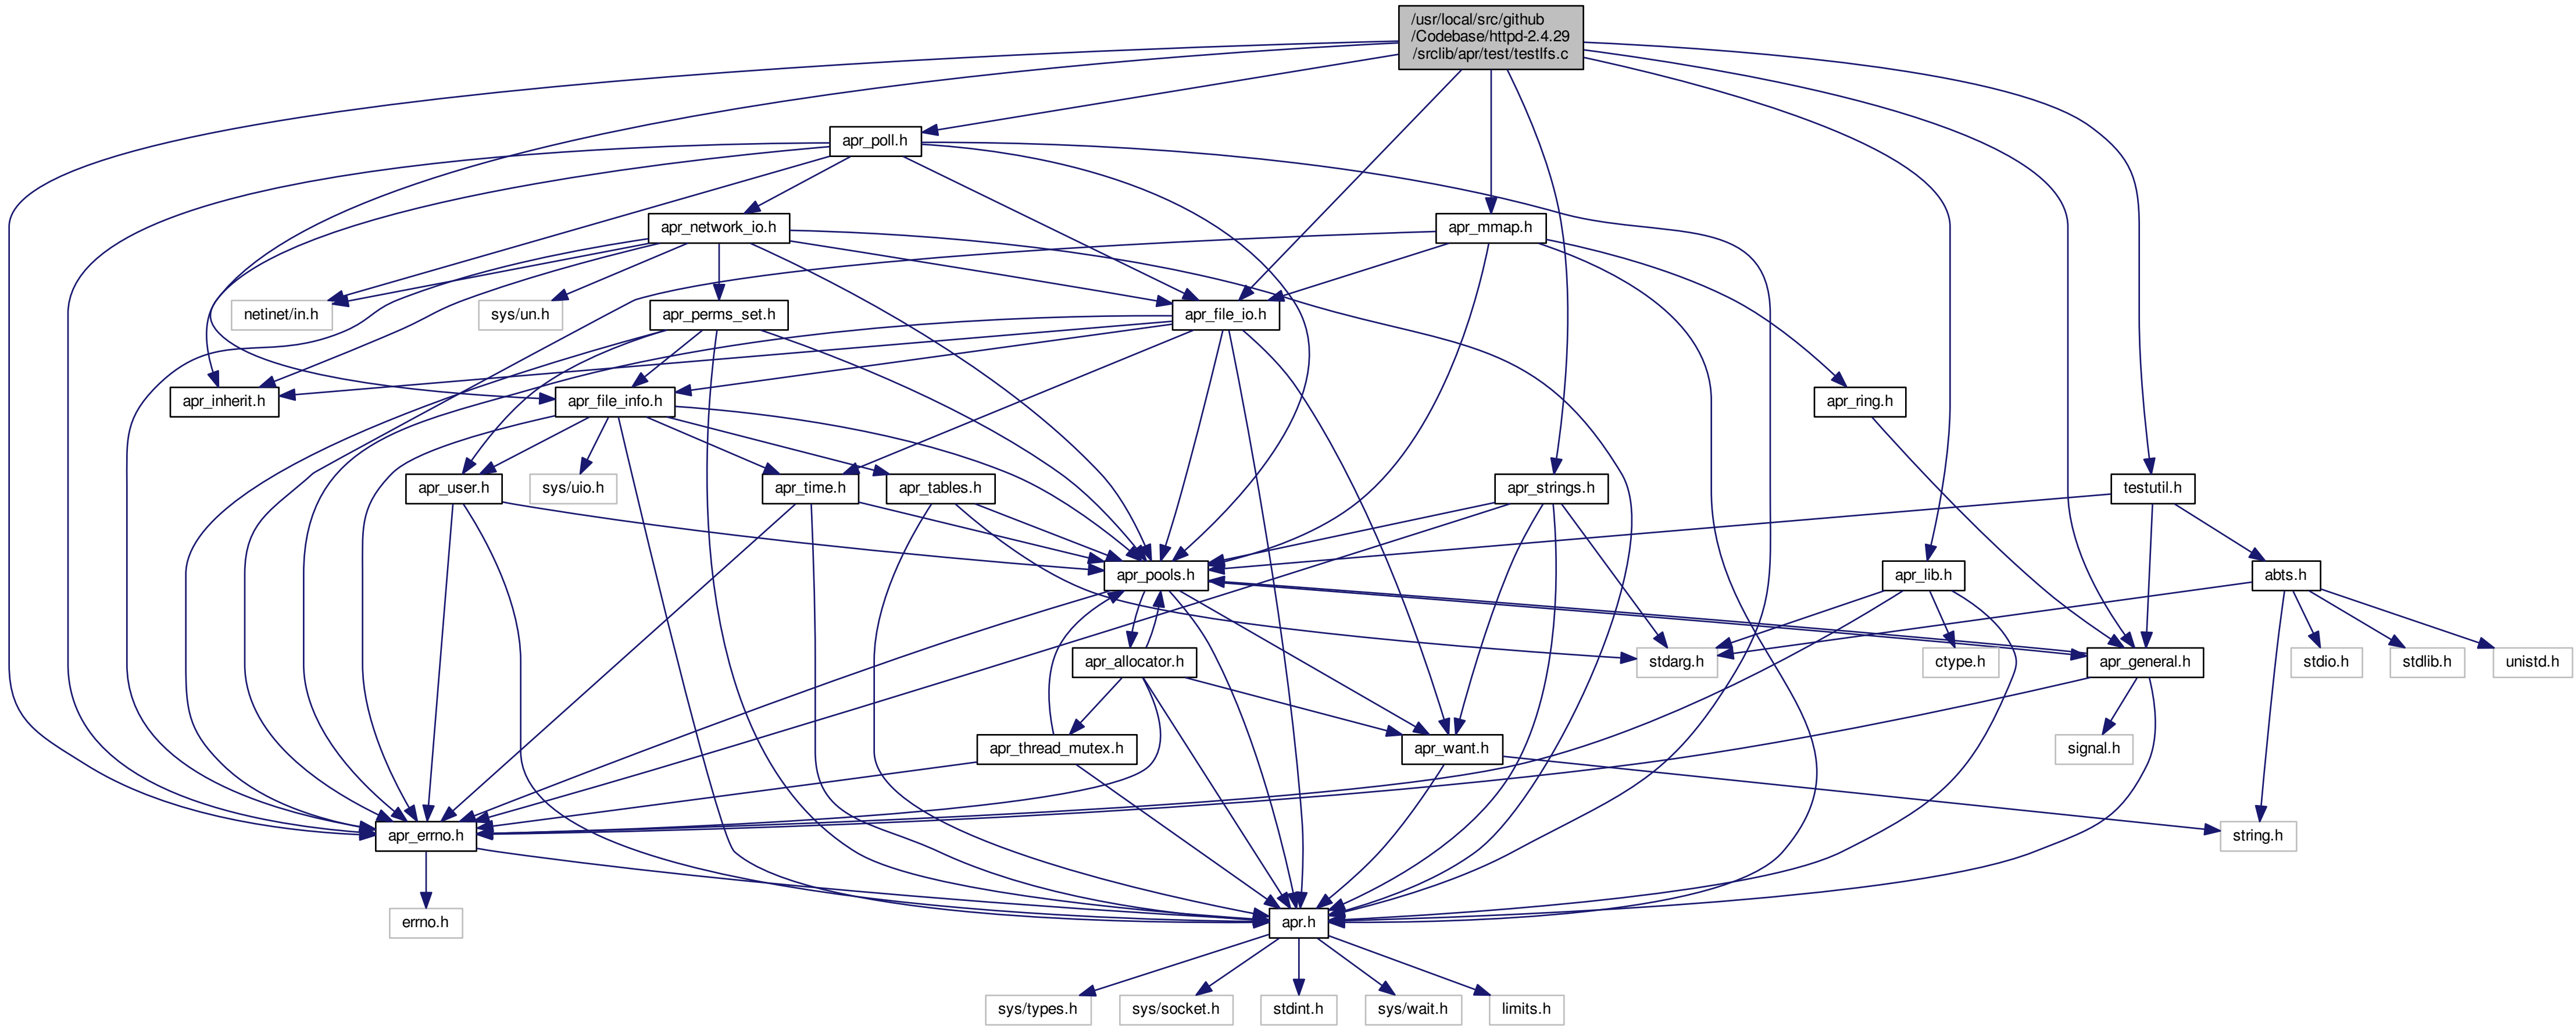 /usr/local/src/github
/Codebase/httpd-2.4.29
/srclib/apr/test/testlfs.c
apr_poll.h
apr_network_io.h
apr_mmap.h
netinet/in.h
sys/un.h
apr_perms_set.h
apr_file_io.h
apr_inherit.h
apr_file_info.h
apr_ring.h
apr_user.h
sys/uio.h
apr_time.h
apr_tables.h
apr_strings.h
testutil.h
apr_pools.h
apr_lib.h
abts.h
apr_allocator.h
stdarg.h
ctype.h
apr_general.h
stdio.h
stdlib.h
unistd.h
apr_thread_mutex.h
apr_want.h
signal.h
apr_errno.h
string.h
errno.h
apr.h
sys/types.h
sys/socket.h
stdint.h
sys/wait.h
limits.h